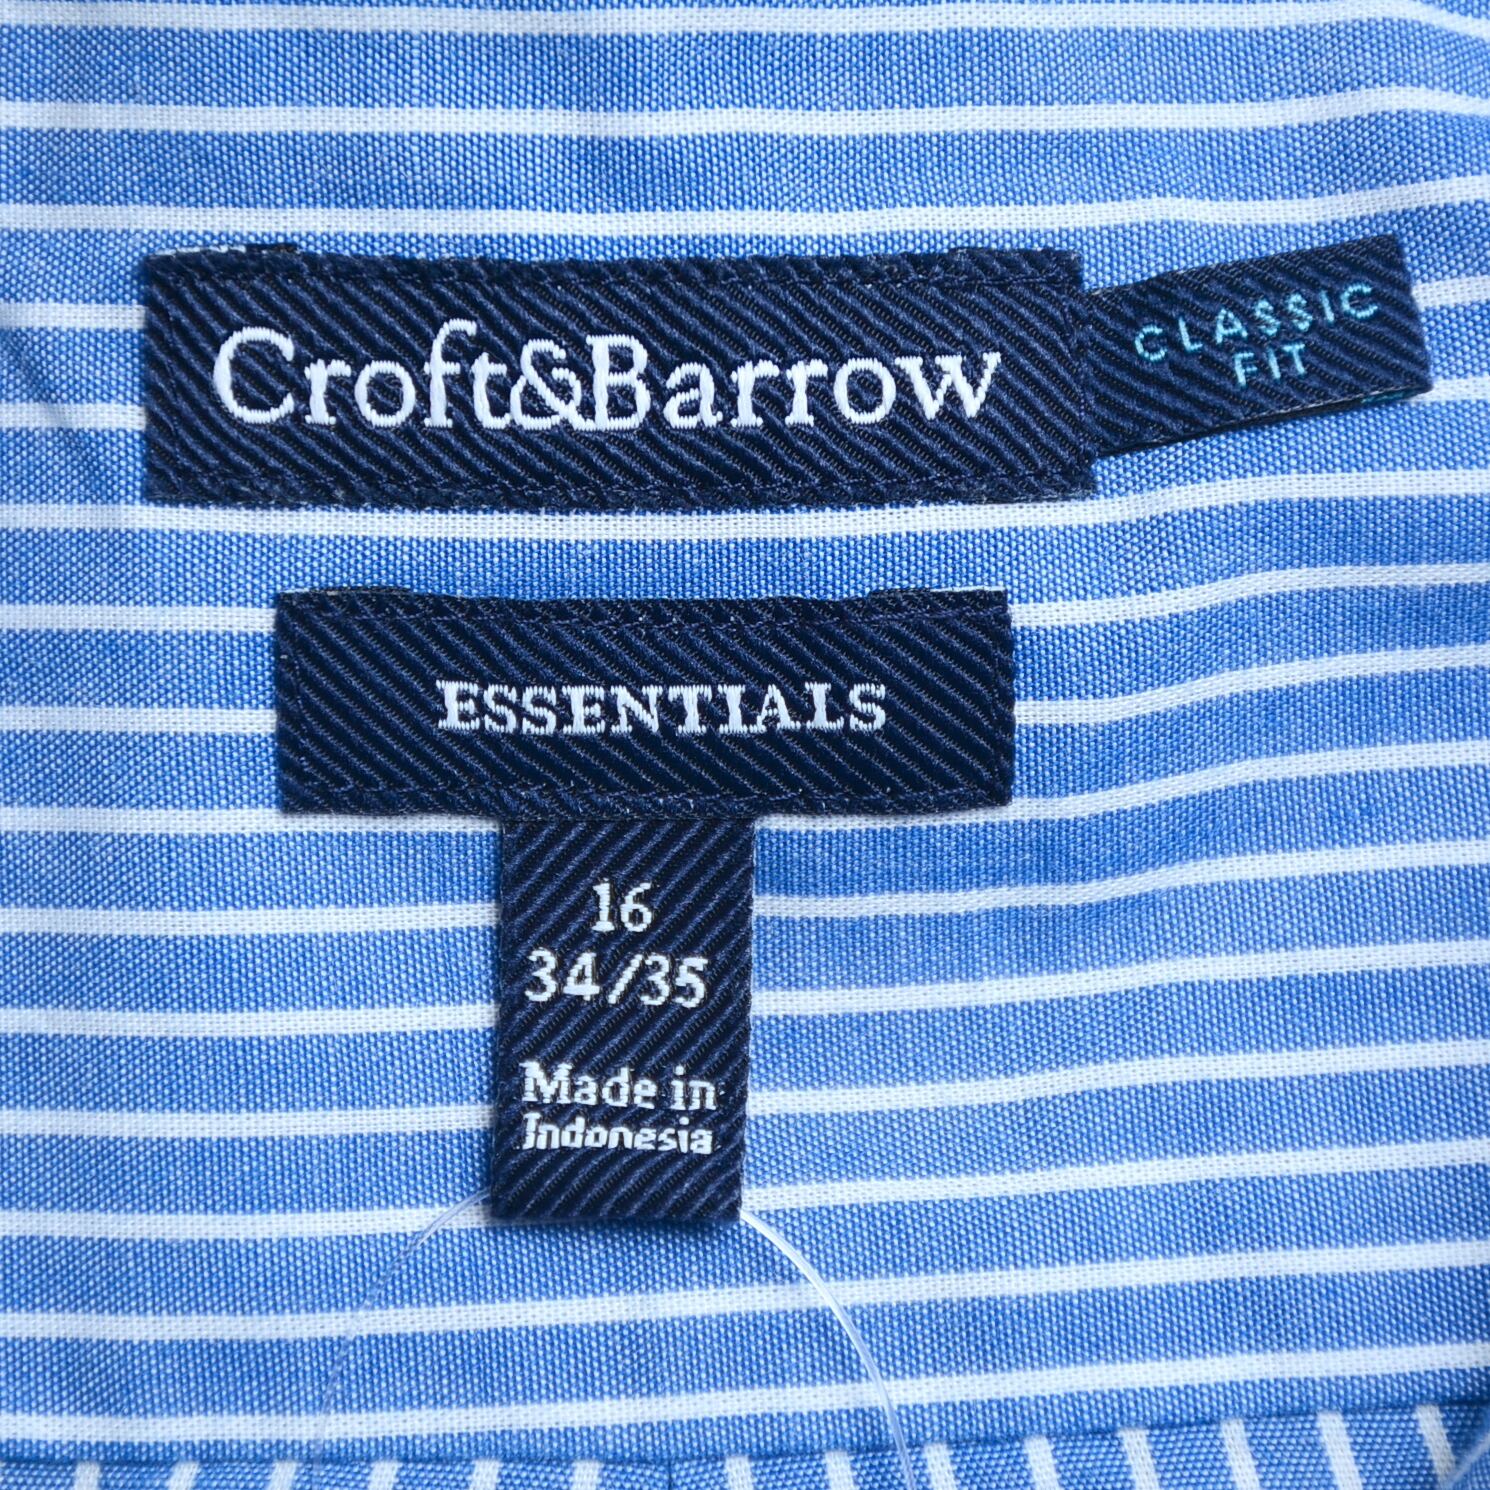 Croft&Barrow
CLASSIC
FIT
ESSENTIALS
16
34/35
Made in
Indonesia